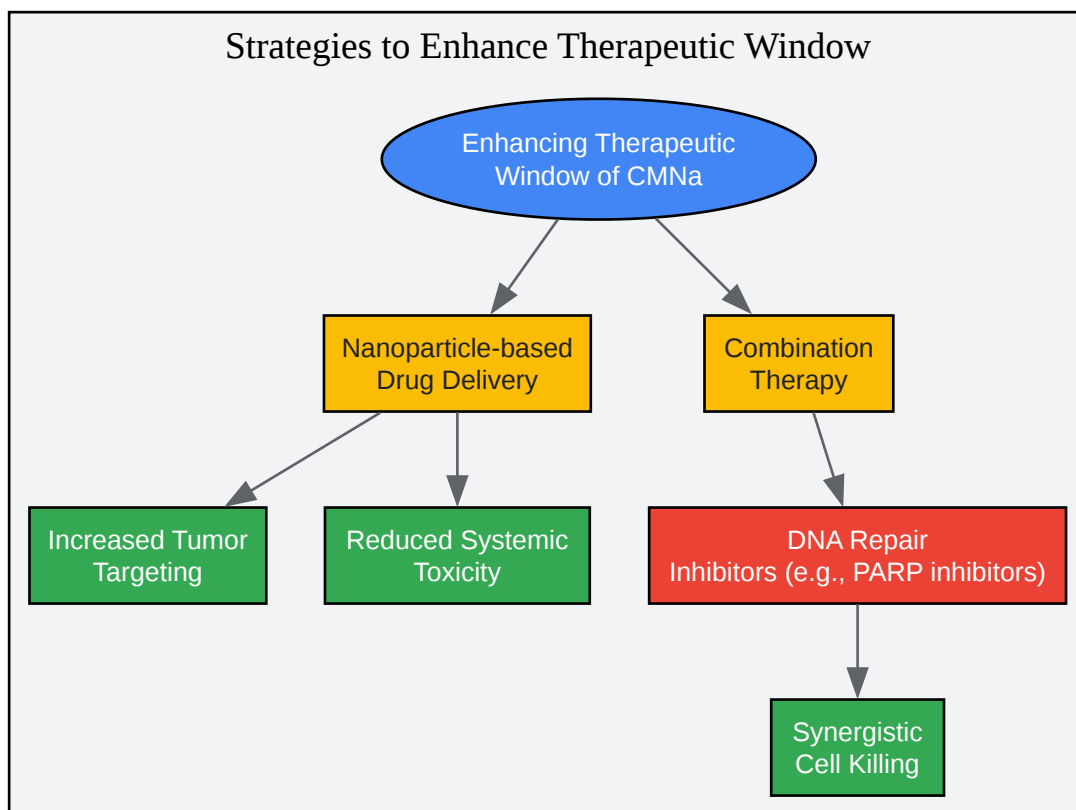 Strategies to Enhance Therapeutic Window
Enhancing Therapeutic
Window of CMNa
Nanoparticle-based
Drug Delivery
Combination
Therapy
Increased Tumor
Targeting
Reduced Systemic
Toxicity
DNA Repair
Inhibitors (e.g., PARP inhibitors)
Synergistic
Cell Killing